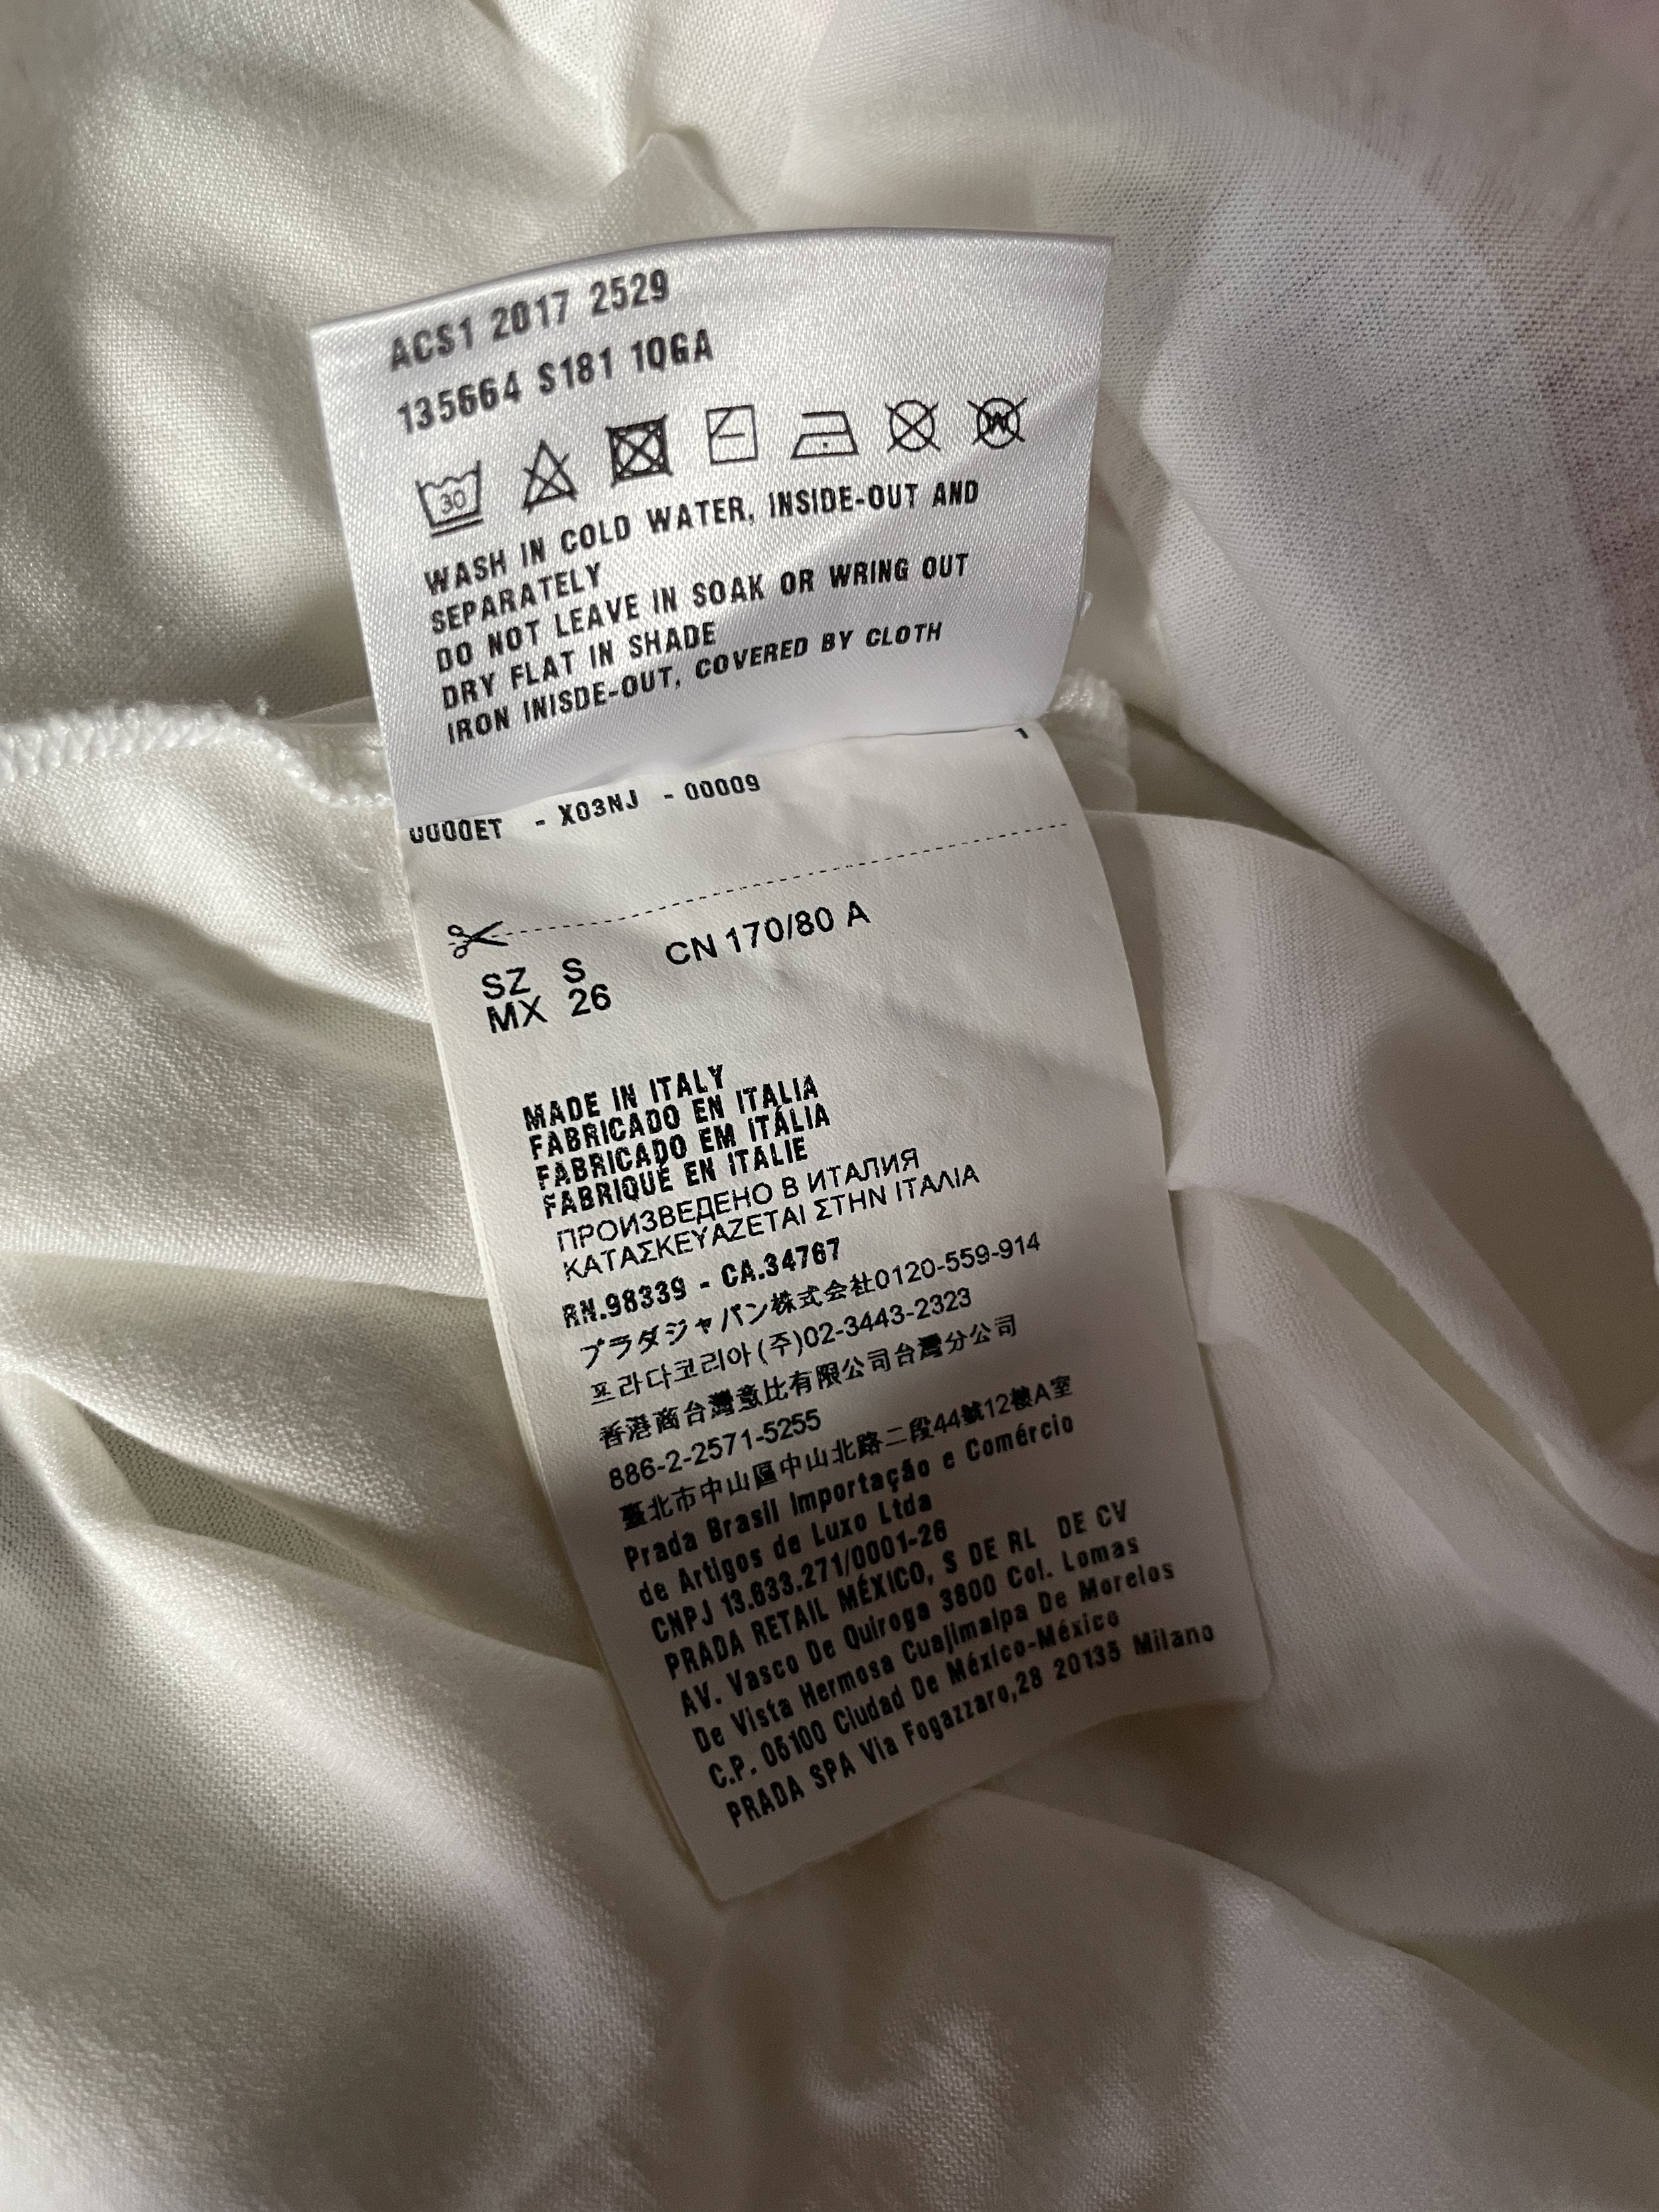 ACS1 2017 2529
135664 S181 1QGA
30 W
WASH IN COLD WATER, INSIDE-OUT AND
SEPARATELY
DO NOT LEAVE IN SOAK OR WRING OUT
DRY FLAT IN SHADE
IRON INISDE-OUT, COVERED BY CLOTH
1
0000ET - X03NJ - 00009
SZ S CN 170/80 A
MX 26
MADE IN ITALY
FABRICADO EN ITALIA
FABRICADO EM ITÁLIA
FABRIQUÉ EN ITALIE
ПРОИЗВЕДЕНО В ИТАЛИЯ
ΚΑΤΑΣΚΕΥΑΖΕΤΑΙ ΣΤΗΝ ΙΤΑΛΙΑ
RN.98339 - CA.34767
プラダジャパン株式会社0120-559-914
프라다코리아(주)02-3443-2323
香港商台灣意比有限公司台灣分公司
886-2-2571-5255
臺北市中山區中山北路二段44號12樓A室
Prada Brasil Importação e Comércio
de Artigos de Luxo Ltda
CNPJ 13.633.271/0001-26
PRADA RETAIL MÉXICO, S DE RL DE CV
AV. Vasco De Quiroga 3800 Col. Lomas
De Vista Hermosa Cuajimalpa De Morelos
C.P. 05100 Ciudad De México-México
PRADA SPA Via Fogazzaro,28 20135 Milano